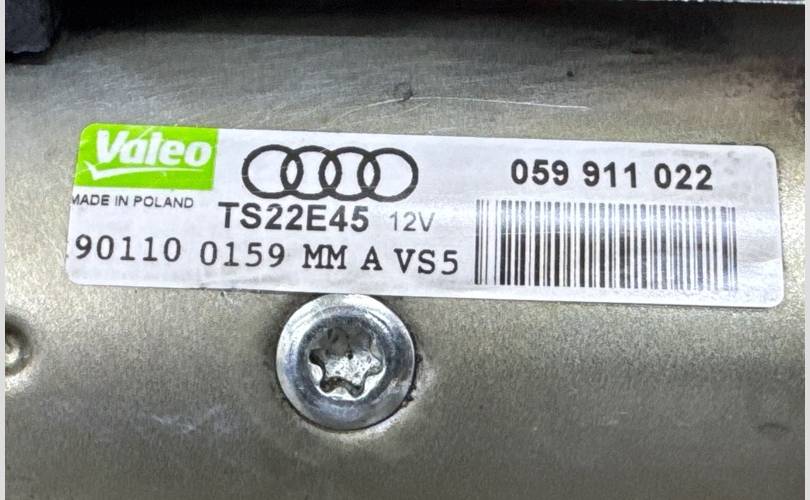 Valeo
MADE IN POLAND
059 911 022
TS22E45 12V
90110 0159 MM A VS5